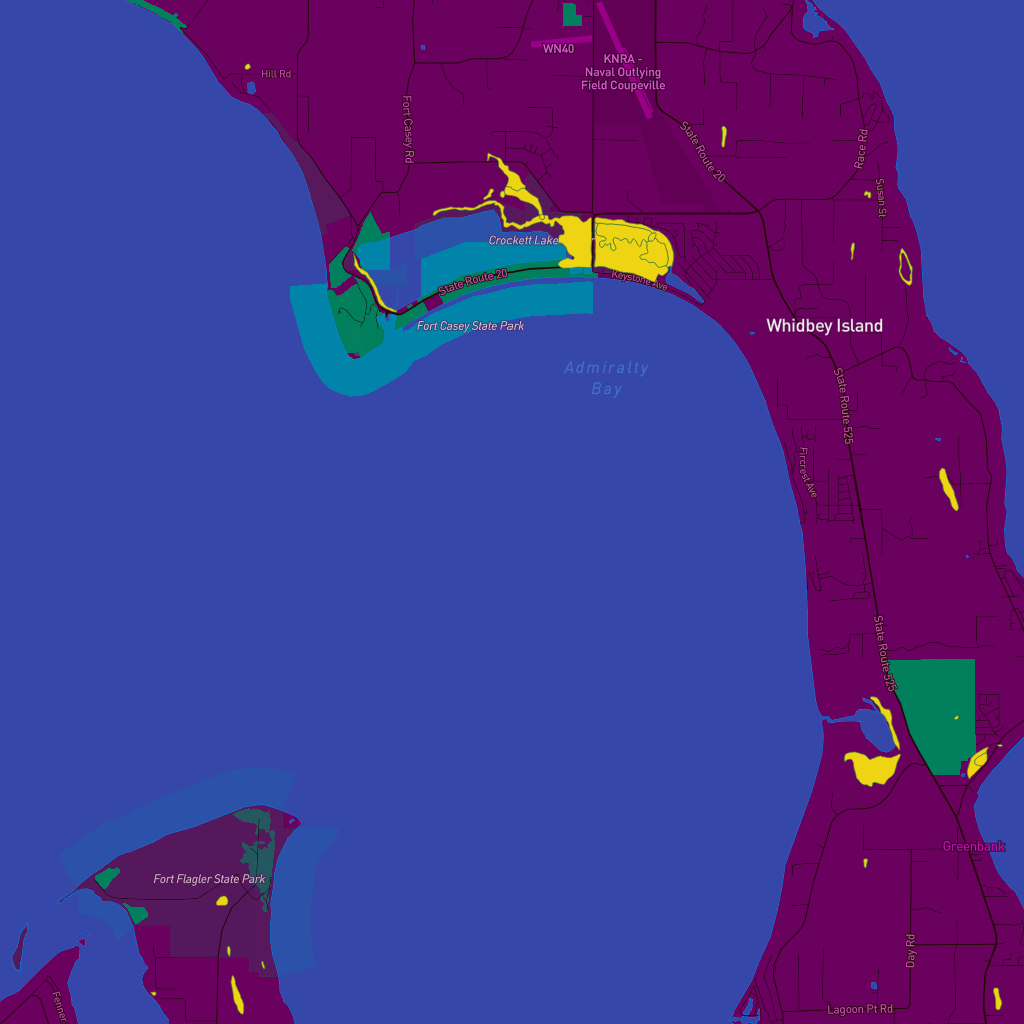 WN40
KNRA -
Naval Outlying
Field Coupeville
Hill Rd
Fort Casey Rd
State Route 20
Race Rd
Susan St
Crockett Lake
State Route 20
Keystone Ave
Fort Casey State Park
Whidbey Island
Admiralty
Bay
State Route 525
Fircrest Ave
State Route 525
Greenbank
Fort Flagler State Park
Day Rd
Fenner
Lagoon Pt Rd